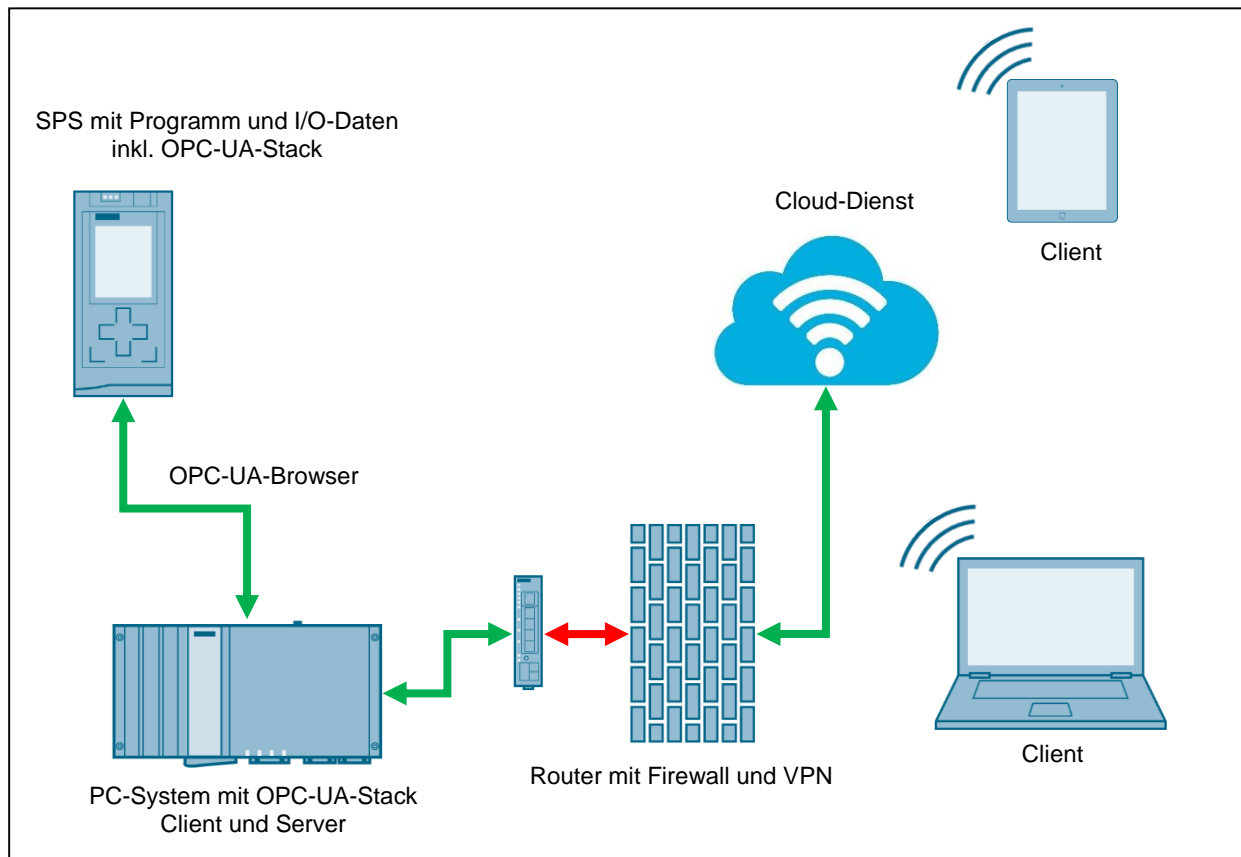 SPS mit Programm und I/O-Daten
inkl. OPC-UA-Stack
Cloud-Dienst
Client
OPC-UA-Browser
Client
Router mit Firewall und VPN
PC-System mit OPC-UA-Stack
Client und Server